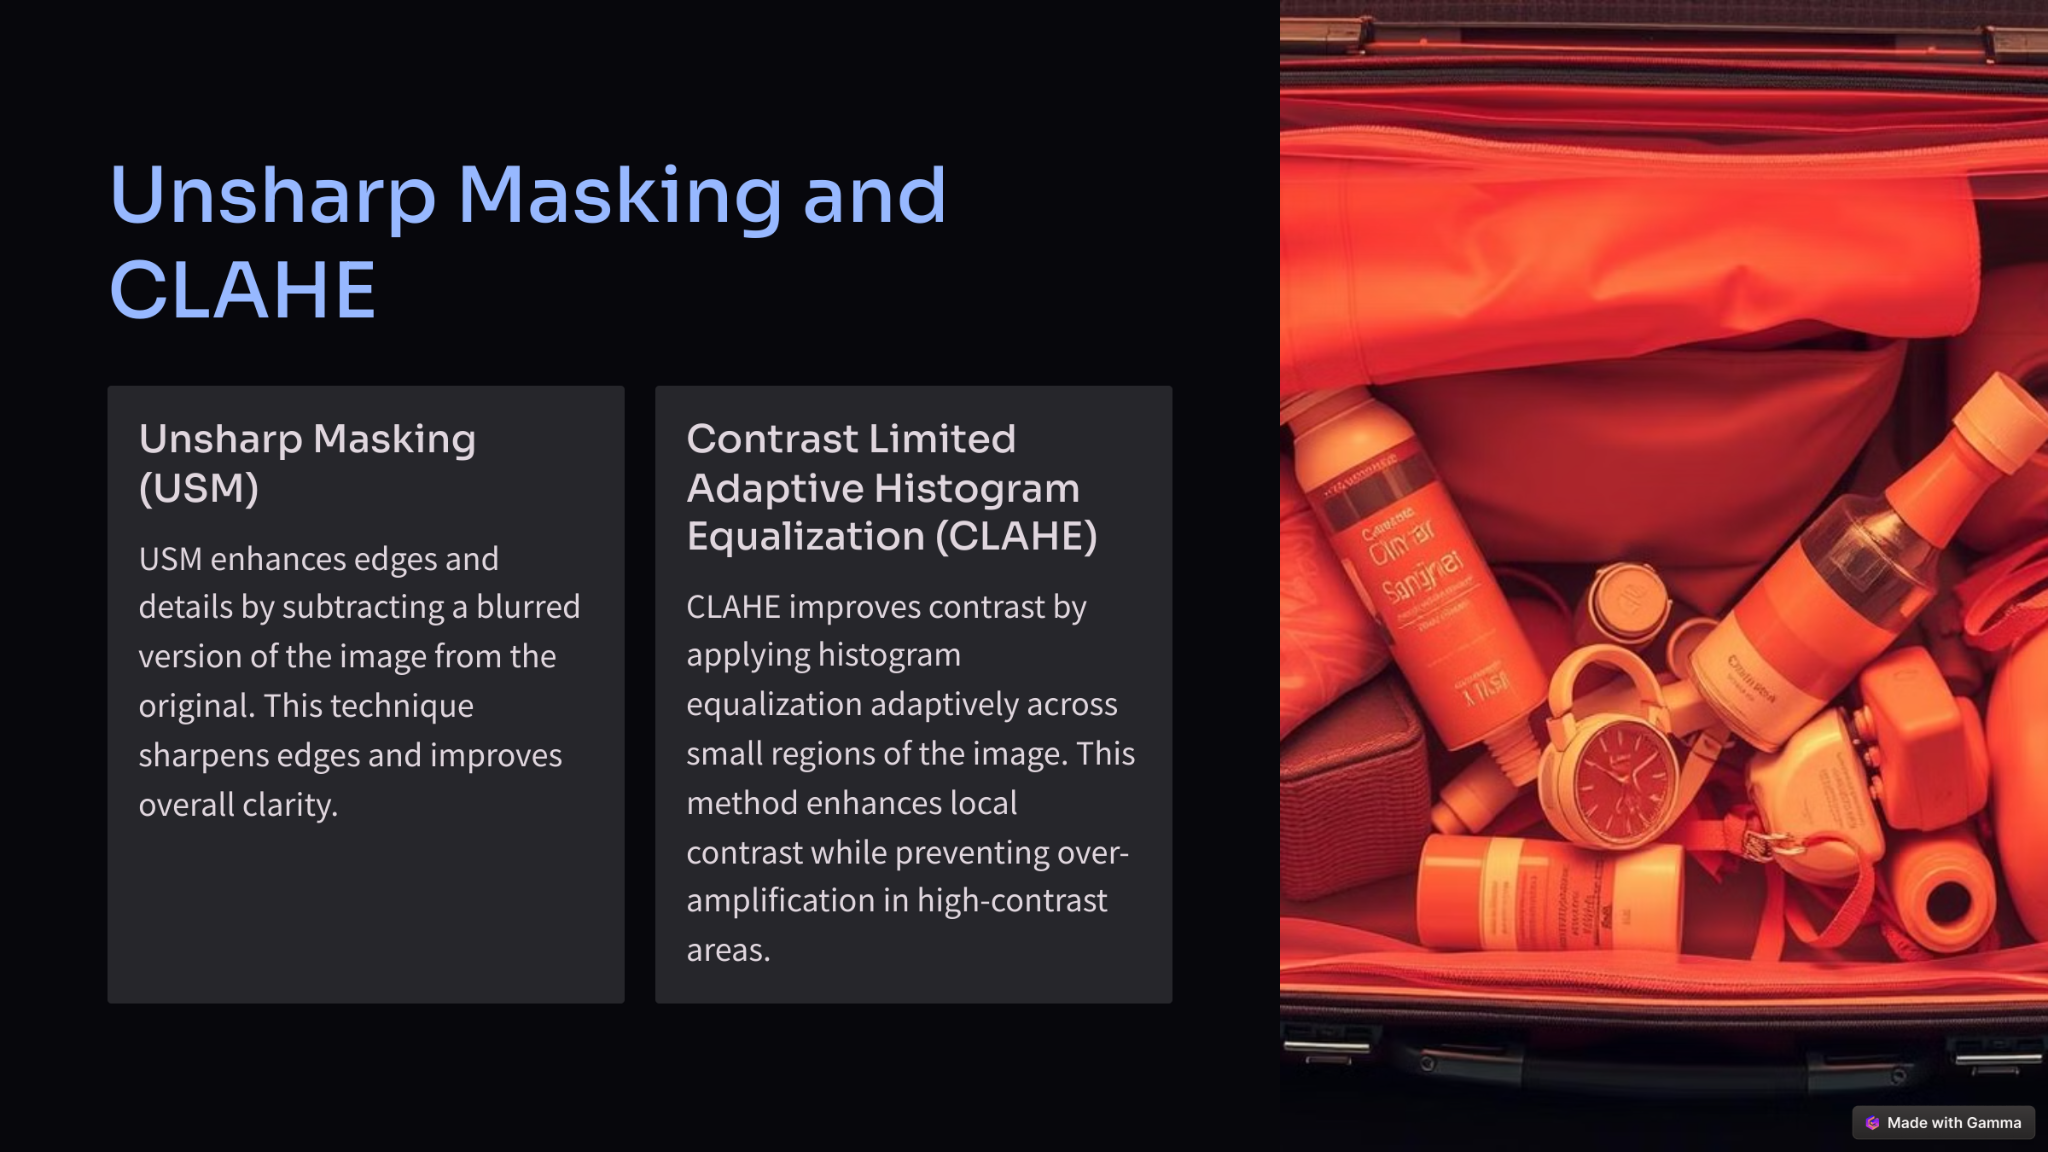 Unsharp Masking and
CLAHE
Unsharp Masking
(USM)
USM enhances edges and
details by subtracting a blurred
version of the image from the
original. This technique
sharpens edges and improves
overall clarity.
Contrast Limited
Adaptive Histogram
Equalization (CLAHE)
CLAHE improves contrast by
applying histogram
equalization adaptively across
small regions of the image. This
method enhances local
contrast while preventing over-
amplification in high-contrast
areas.
Made with Gamma